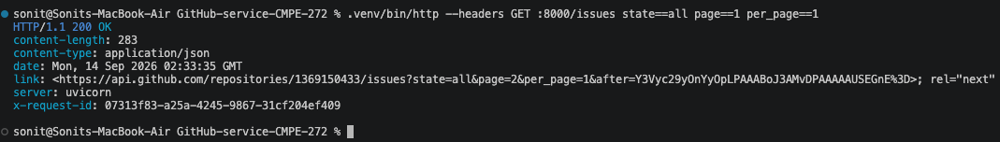 sonit@Sonits-MacBook-Air GitHub-service-CMPE-272 % .venv/bin/http --headers GET :8000/issues state==all page==1 per_page==1
HTTP/1.1 200 OK
content-length: 283
content-type: application/json
date: Mon, 14 Sep 2026 02:33:35 GMT
link: <https://api.github.com/repositories/1369150433/issues?state=all&page=2&per_page=1&after=Y3Vyc29yOnYyOpLPAAABoJ3AMvDPAAAAAUSEGnE%3D>; rel="next"
server: uvicorn
x-request-id: 07313f83-a25a-4245-9867-31cf204ef409
sonit@Sonits-MacBook-Air GitHub-service-CMPE-272 %